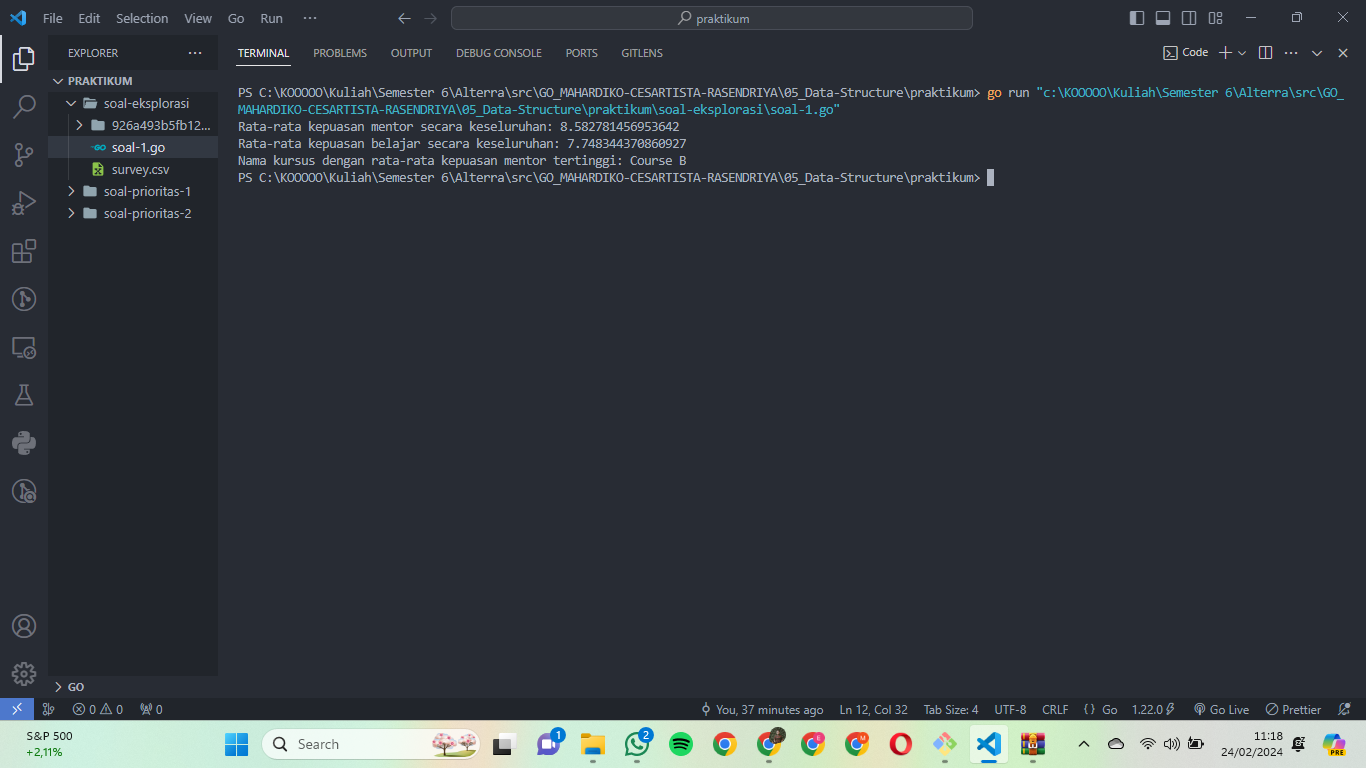 File Edit Selection View Go Run ··· praktikum
EXPLORER ···
PRAKTIKUM
soal-eksplorasi
926a493b5fb12...
soal-1.go
survey.csv
soal-prioritas-1
soal-prioritas-2
GO
TERMINAL PROBLEMS OUTPUT DEBUG CONSOLE PORTS GITLENS Code
PS C:\KOOOOO\Kuliah\Semester 6\Alterra\src\GO_MAHARDIKO-CESARTISTA-RASENDRIYA\05_Data-Structure\praktikum> go run "c:\KOOOOO\Kuliah\Semester 6\Alterra\src\GO_
MAHARDIKO-CESARTISTA-RASENDRIYA\05_Data-Structure\praktikum\soal-eksplorasi\soal-1.go"
Rata-rata kepuasan mentor secara keseluruhan: 8.582781456953642
Rata-rata kepuasan belajar secara keseluruhan: 7.748344370860927
Nama kursus dengan rata-rata kepuasan mentor tertinggi: Course B
PS C:\KOOOOO\Kuliah\Semester 6\Alterra\src\GO_MAHARDIKO-CESARTISTA-RASENDRIYA\05_Data-Structure\praktikum>
0 0 0 You, 37 minutes ago Ln 12, Col 32 Tab Size: 4 UTF-8 CRLF {} Go 1.22.0 Go Live Prettier
S&P 500
+2,11%
Search
1
2
E
M
PRE
11:18
24/02/2024